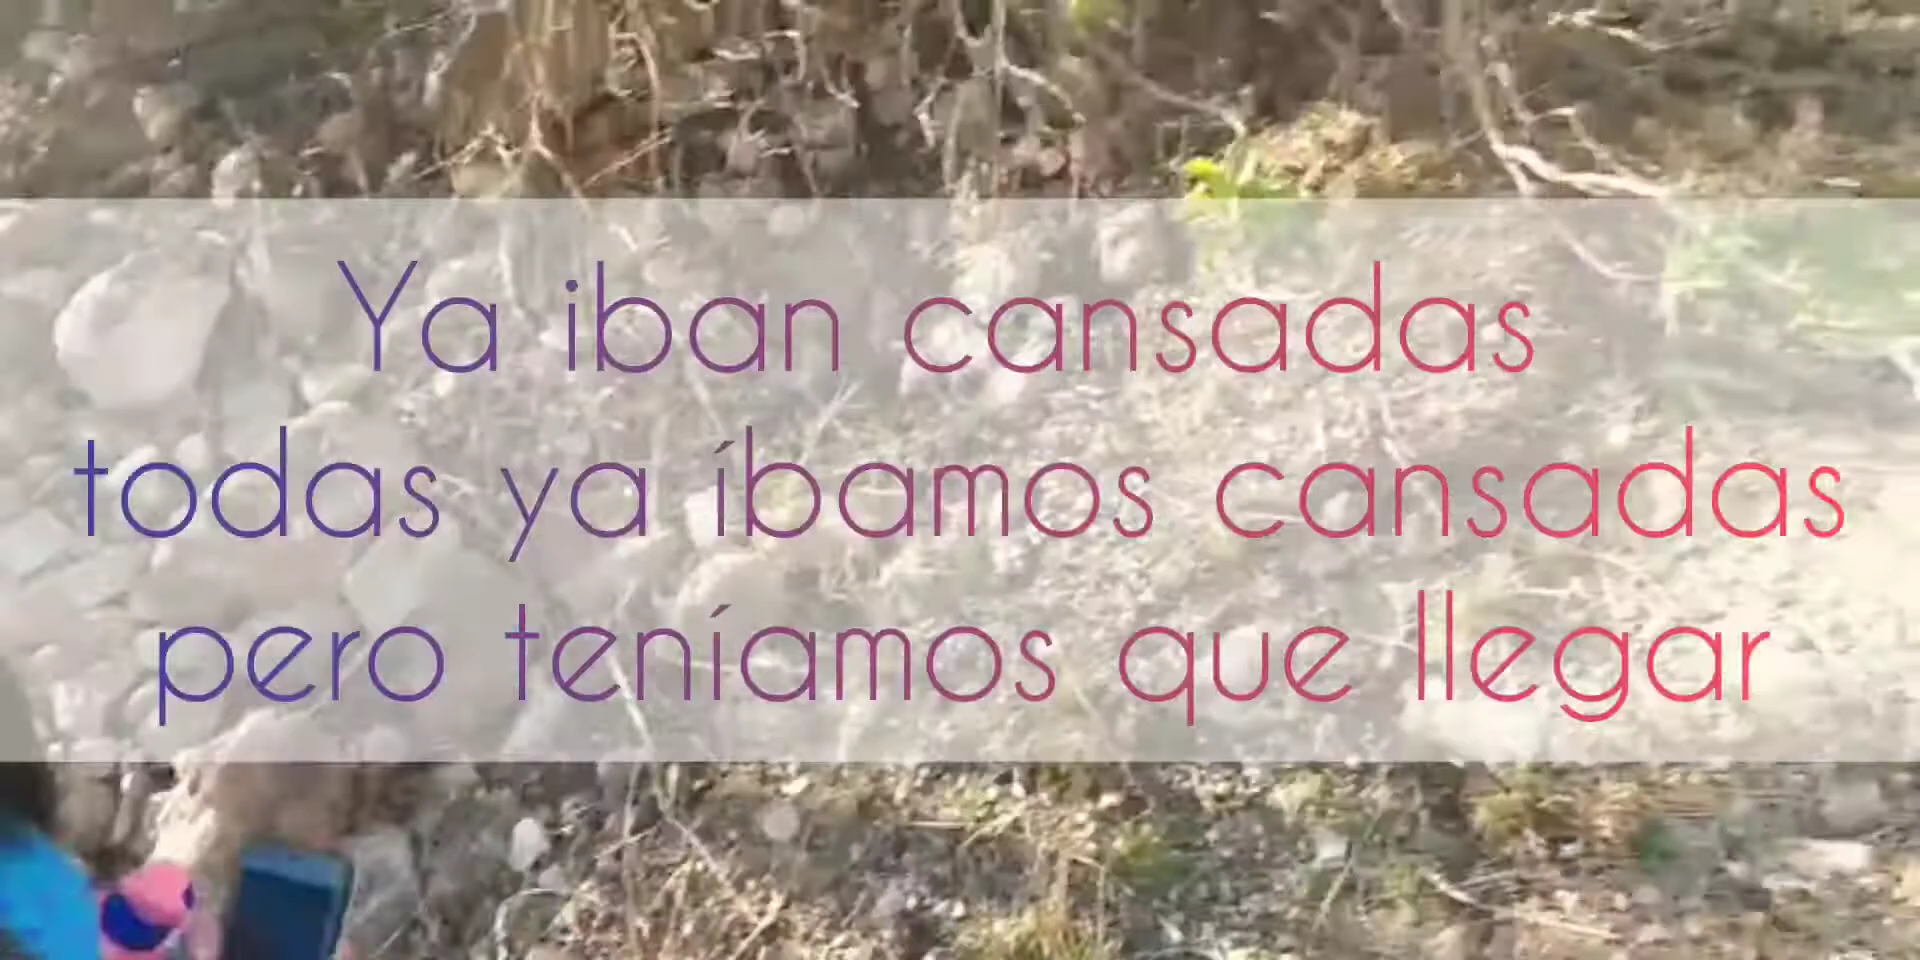 Ya iban cansadas
todas ya íbamos cansadas
pero teníamos que llegar